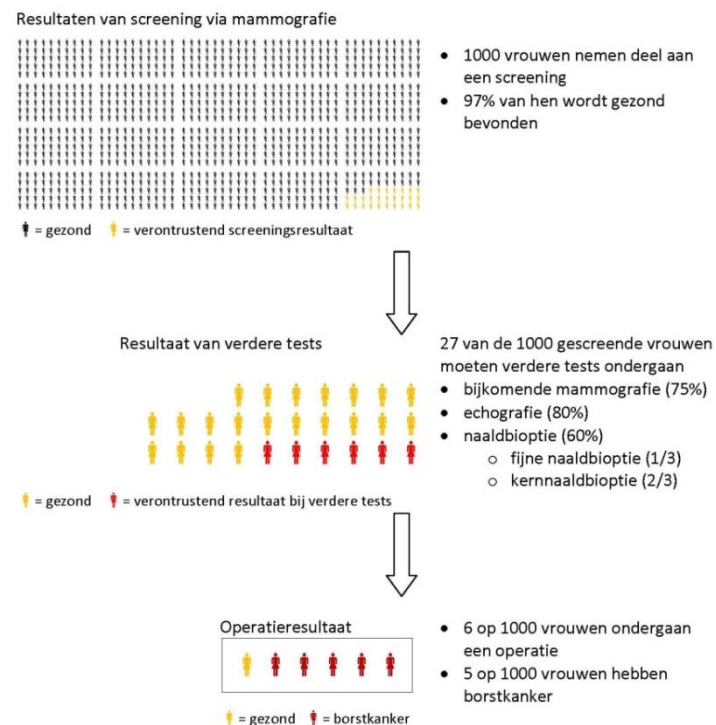 Resultaten van screening via mammografie
• 1000 vrouwen nemen deel aan
een screening
• 97% van hen wordt gezond
bevonden
= gezond = verontrustend screeningsresultaat
Resultaat van verdere tests
27 van de 1000 gescreende vrouwen
moeten verdere tests ondergaan
• bijkomende mammografie (75%)
• echografie (80%)
• naaldbioptie (60%)
o fijne naaldbioptie (1/3)
o kernnaaldbioptie (2/3)
= gezond = verontrustend resultaat bij verdere tests
Operatieresultaat
• 6 op 1000 vrouwen ondergaan
een operatie
• 5 op 1000 vrouwen hebben
borstkanker
= gezond = borstkanker